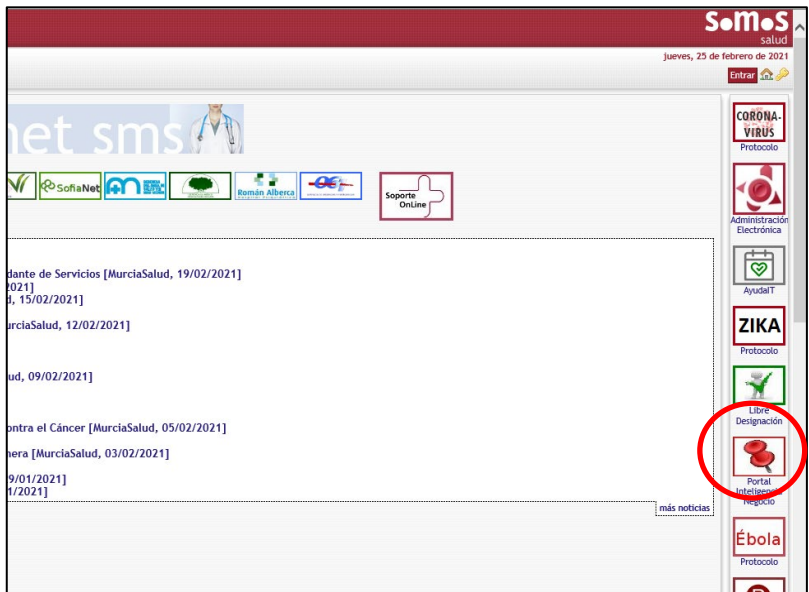 SOMOS
salud
jueves, 25 de febrero de 2021
Entrar
net sms
SofiaNet
Román Alberca
Soporte
OnLine
dante de Servicios [MurciaSalud, 19/02/2021]
2021]
d, 15/02/2021]
urciaSalud, 12/02/2021]
ud, 09/02/2021]
ontra el Cáncer [MurciaSalud, 05/02/2021]
nera [MurciaSalud, 03/02/2021]
9/01/2021]
1/2021]
más noticias
CORONA-
VIRUS
Protocolo
Administración
Electrónica
AyudaIT
ZIKA
Protocolo
Libre
Designación
Portal
Inteligencia
Negocio
Ébola
Protocolo